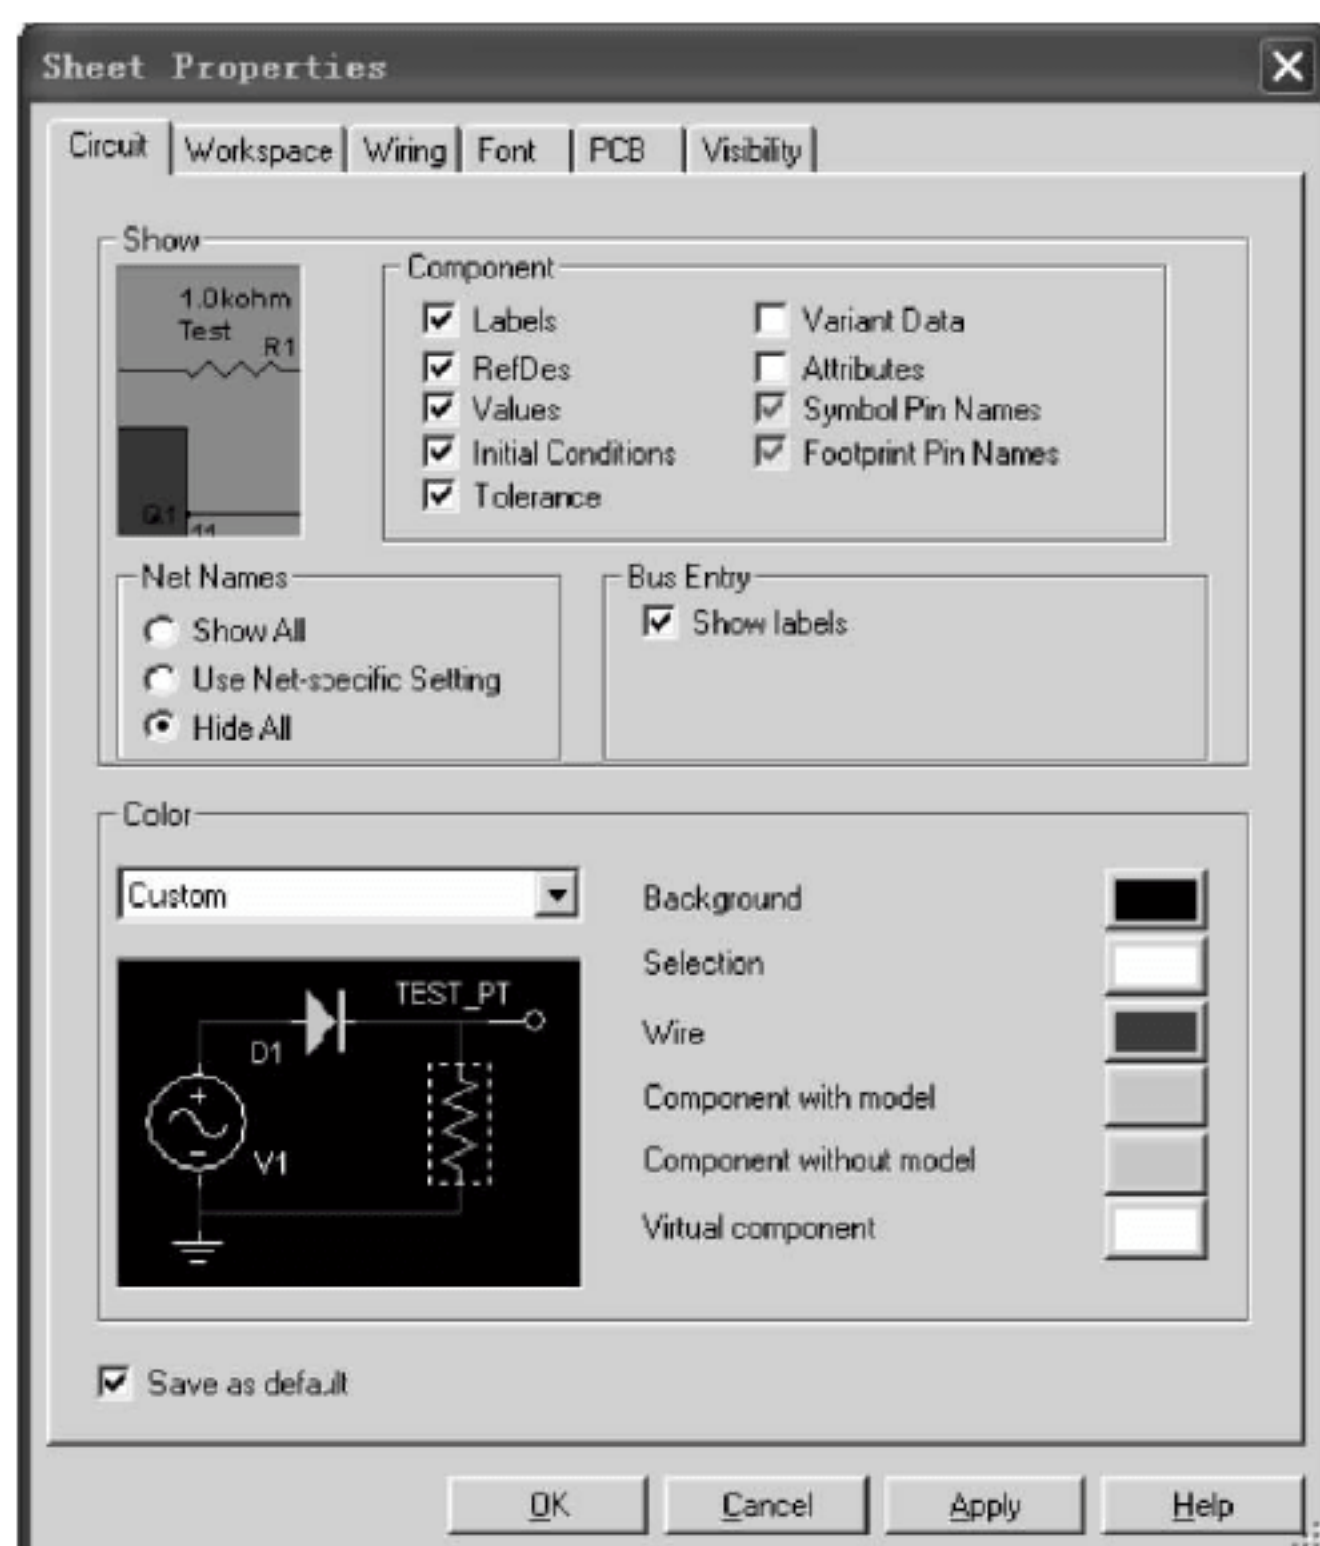 Sheet Properties
Circuit Workspace Wiring Font PCB Visibility
Show
1.0kohm
Test
R1
Q1
11
Component
Labels
RefDes
Values
Initial Conditions
Tolerance
Variant Data
Attributes
Symbol Pin Names
Footprint Pin Names
Net Names
Show All
Use Net-specific Setting
Hide All
Bus Entry
Show labels
Color
Custom
TEST_PT
D1
V1
Background
Selection
Wire
Component with model
Component without model
Virtual component
Save as default
OK Cancel Apply Help